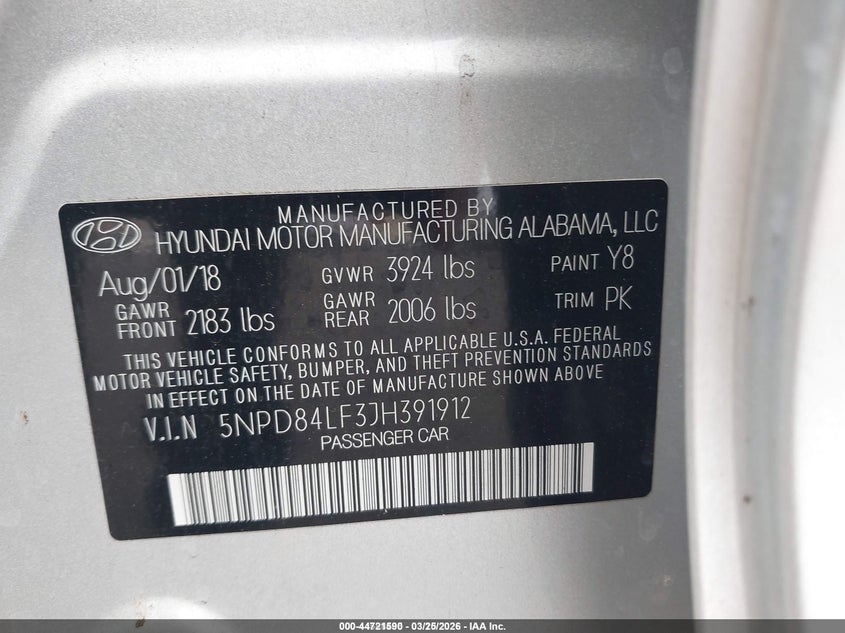 MANUFACTURED BY
HYUNDAI MOTOR MANUFACTURING ALABAMA, LLC
Aug/01/18 GVWR 3924 lbs PAINT Y8
GAWR FRONT 2183 lbs GAWR REAR 2006 lbs TRIM PK
THIS VEHICLE CONFORMS TO ALL APPLICABLE U.S.A. FEDERAL
MOTOR VEHICLE SAFETY, BUMPER, AND THEFT PREVENTION STANDARDS
IN EFFECT ON THE DATE OF MANUFACTURE SHOWN ABOVE
V.I.N 5NPD84LF3JH391912
PASSENGER CAR
000-44721590 - 03/25/2026 - IAA Inc.